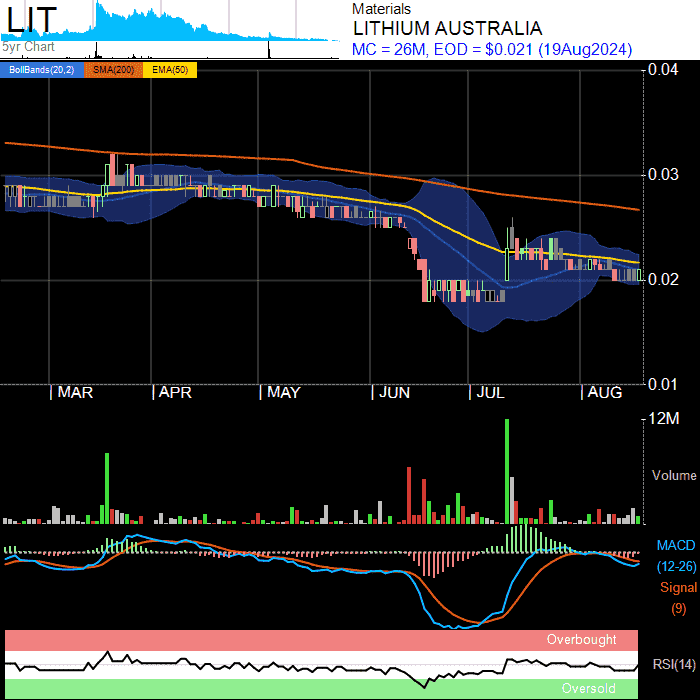 LIT
5yr Chart
Materials
LITHIUM AUSTRALIA
MC = 26M, EOD = $0.021 (19Aug2024)
BollBands(20,2) SMA(200) EMA(50)
0.04
0.03
0.02
0.01
MAR APR MAY JUN JUL AUG
12M
Volume
MACD
(12-26)
Signal
(9)
Overbought
RSI(14)
Oversold